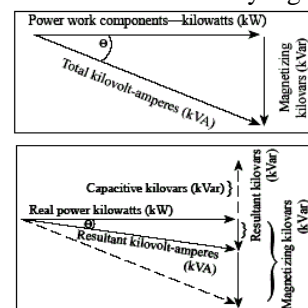 Power work components—kilowatts (kW)
Θ
Total kilovolt-amperes (kVA)
Magnetizing
kilovars (kVar)
Capacitive kilovars (kVar)
Resultant kilovars
(kVar)
Real power kilowatts (kW)
Θ
Resultant kilovolt-amperes
(kVA)
Magnetizing kilovars
(kVar)